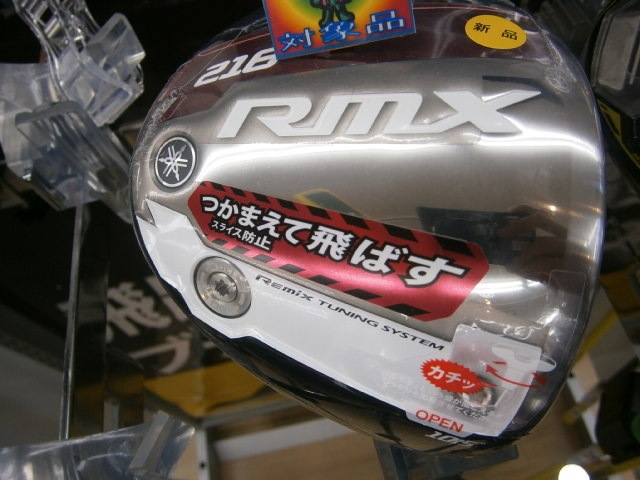 対象品
新品
216
RMX
つかまえて飛ばす
スライス防止
REMIX TUNING SYSTEM
カチッ
OPEN